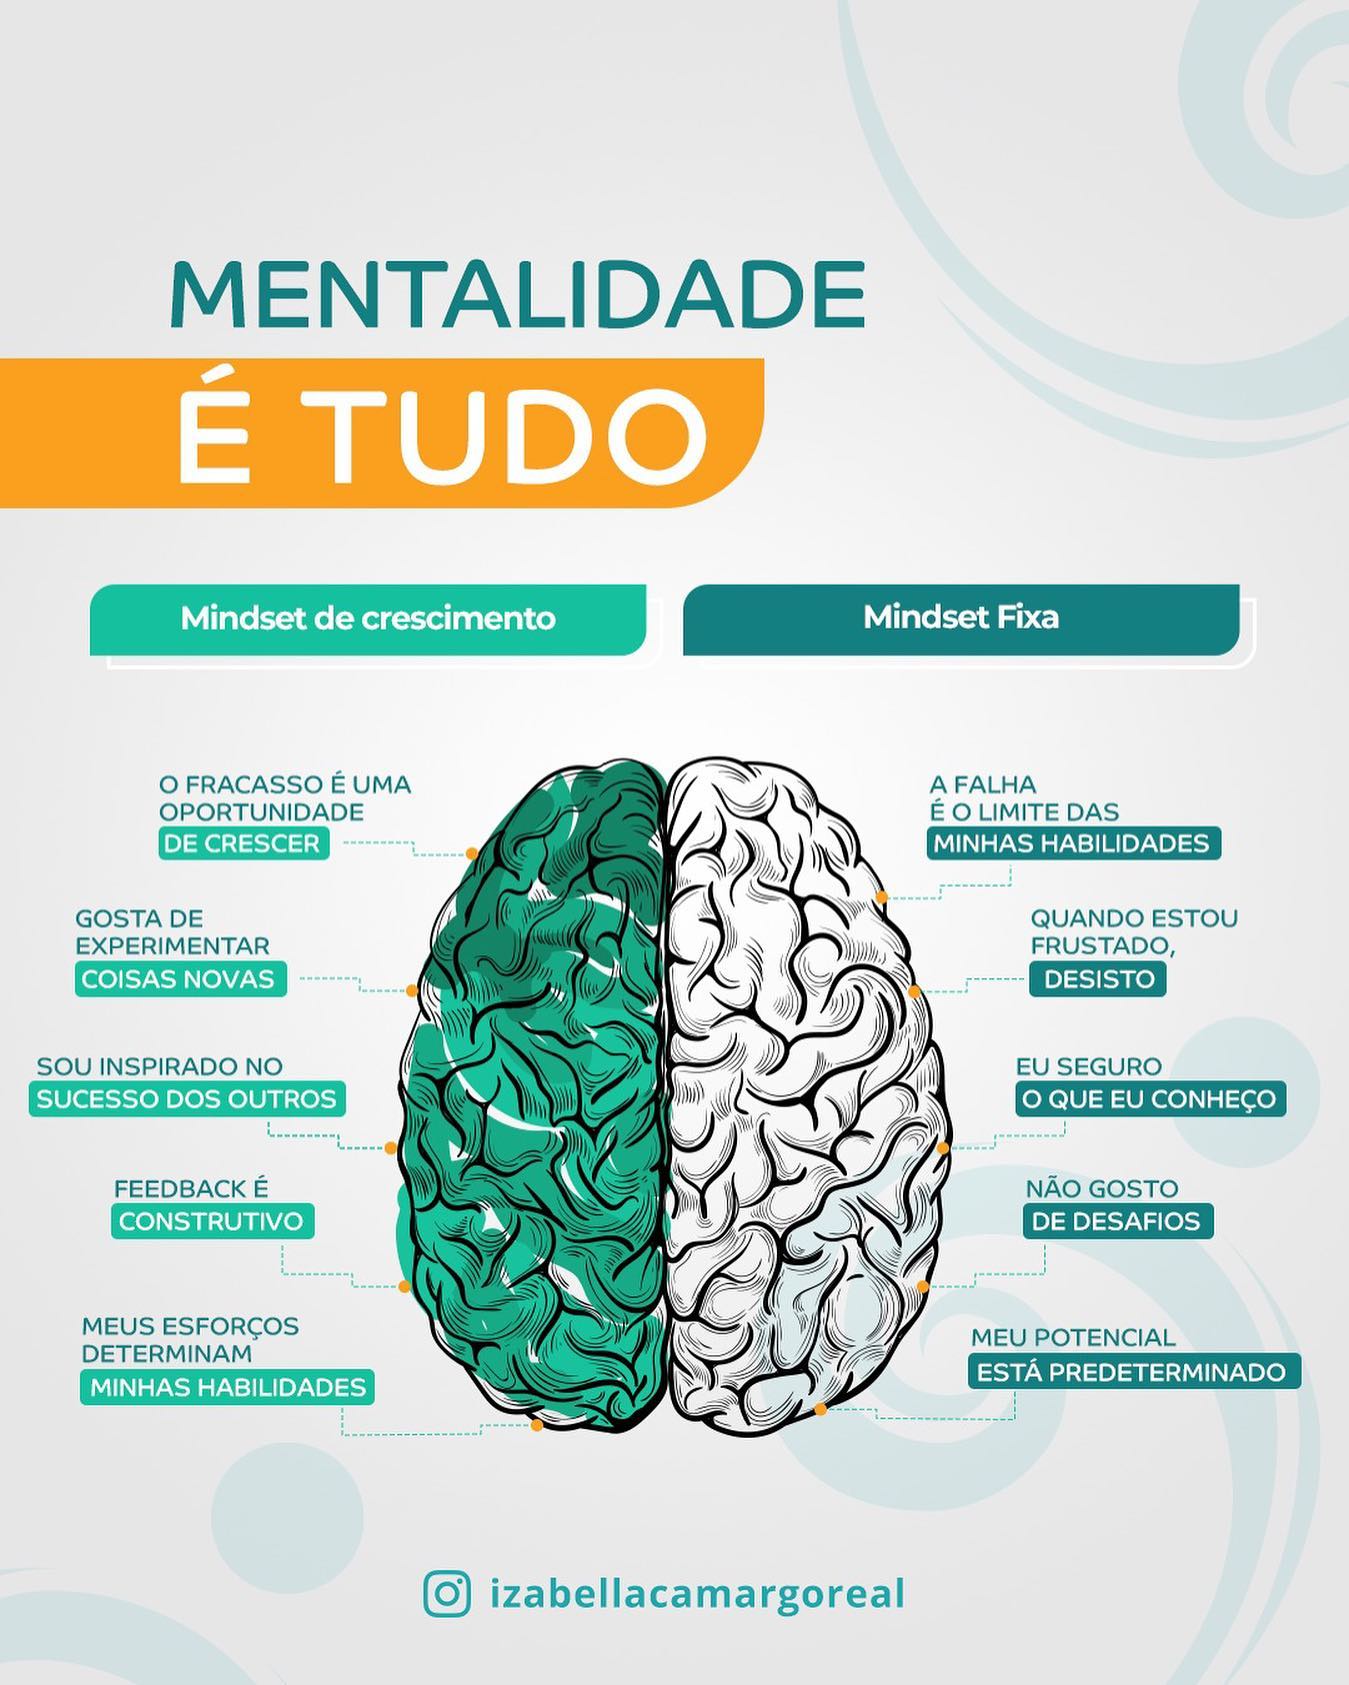 MENTALIDADE
É TUDO
Mindset de crescimento
Mindset Fixa
O FRACASSO É UMA
OPORTUNIDADE
DE CRESCER
GOSTA DE
EXPERIMENTAR
COISAS NOVAS
SOU INSPIRADO NO
SUCESSO DOS OUTROS
FEEDBACK É
CONSTRUTIVO
MEUS ESFORÇOS
DETERMINAM
MINHAS HABILIDADES
A FALHA
É O LIMITE DAS
MINHAS HABILIDADES
QUANDO ESTOU
FRUSTADO,
DESISTO
EU SEGURO
O QUE EU CONHEÇO
NÃO GOSTO
DE DESAFIOS
MEU POTENCIAL
ESTÁ PREDETERMINADO
izabellacamargoreal